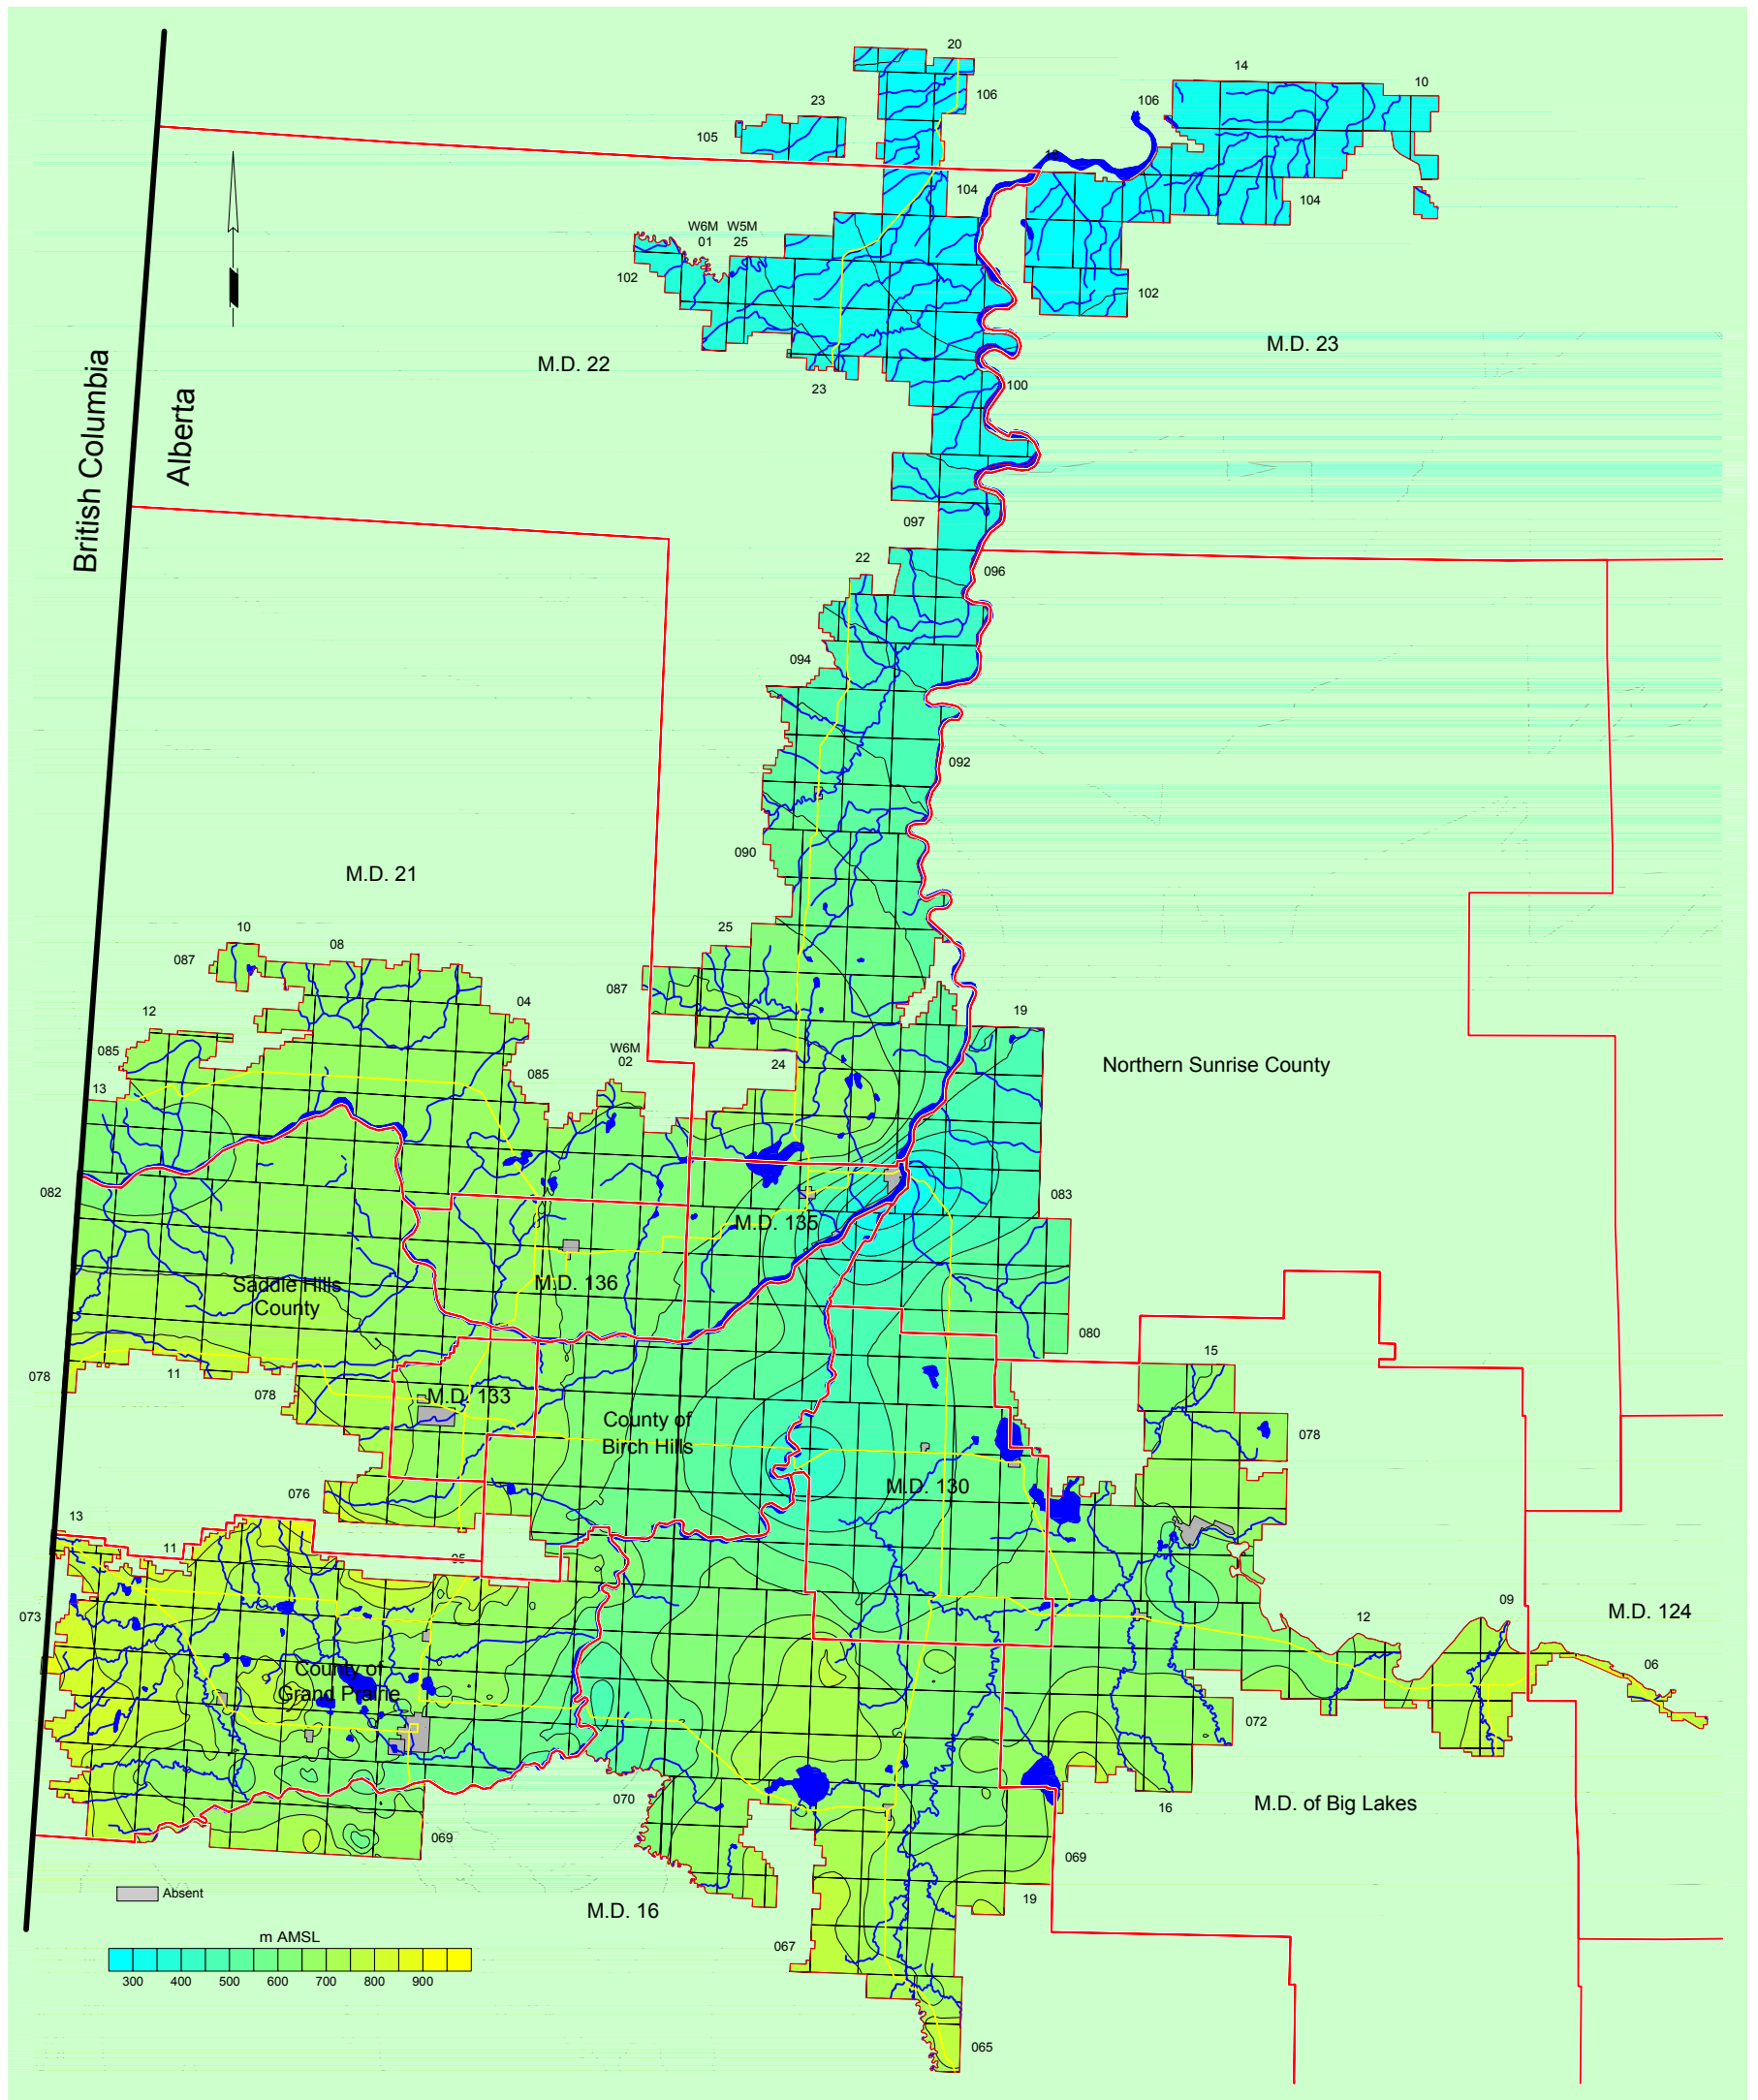 20
14
10
106
106
23
105
18
104
104
W6M W5M
01 25
102
102
M.D. 23
M.D. 22
23
100
British Columbia
Alberta
097
22
096
094
092
090
M.D. 21
10
08
25
087
087
04
12
19
085
W6M
02
24
Northern Sunrise County
13
085
082
083
M.D. 135
M.D. 136
Saddle Hills
County
080
15
11
078
078
M.D. 133
County of
Birch Hills
078
076
M.D. 130
13
11
05
073
12
09
M.D. 124
County of
Grand Prairie
06
072
070
16
M.D. of Big Lakes
069
069
Absent
19
M.D. 16
m AMSL
067
300 400 500 600 700 800 900
065